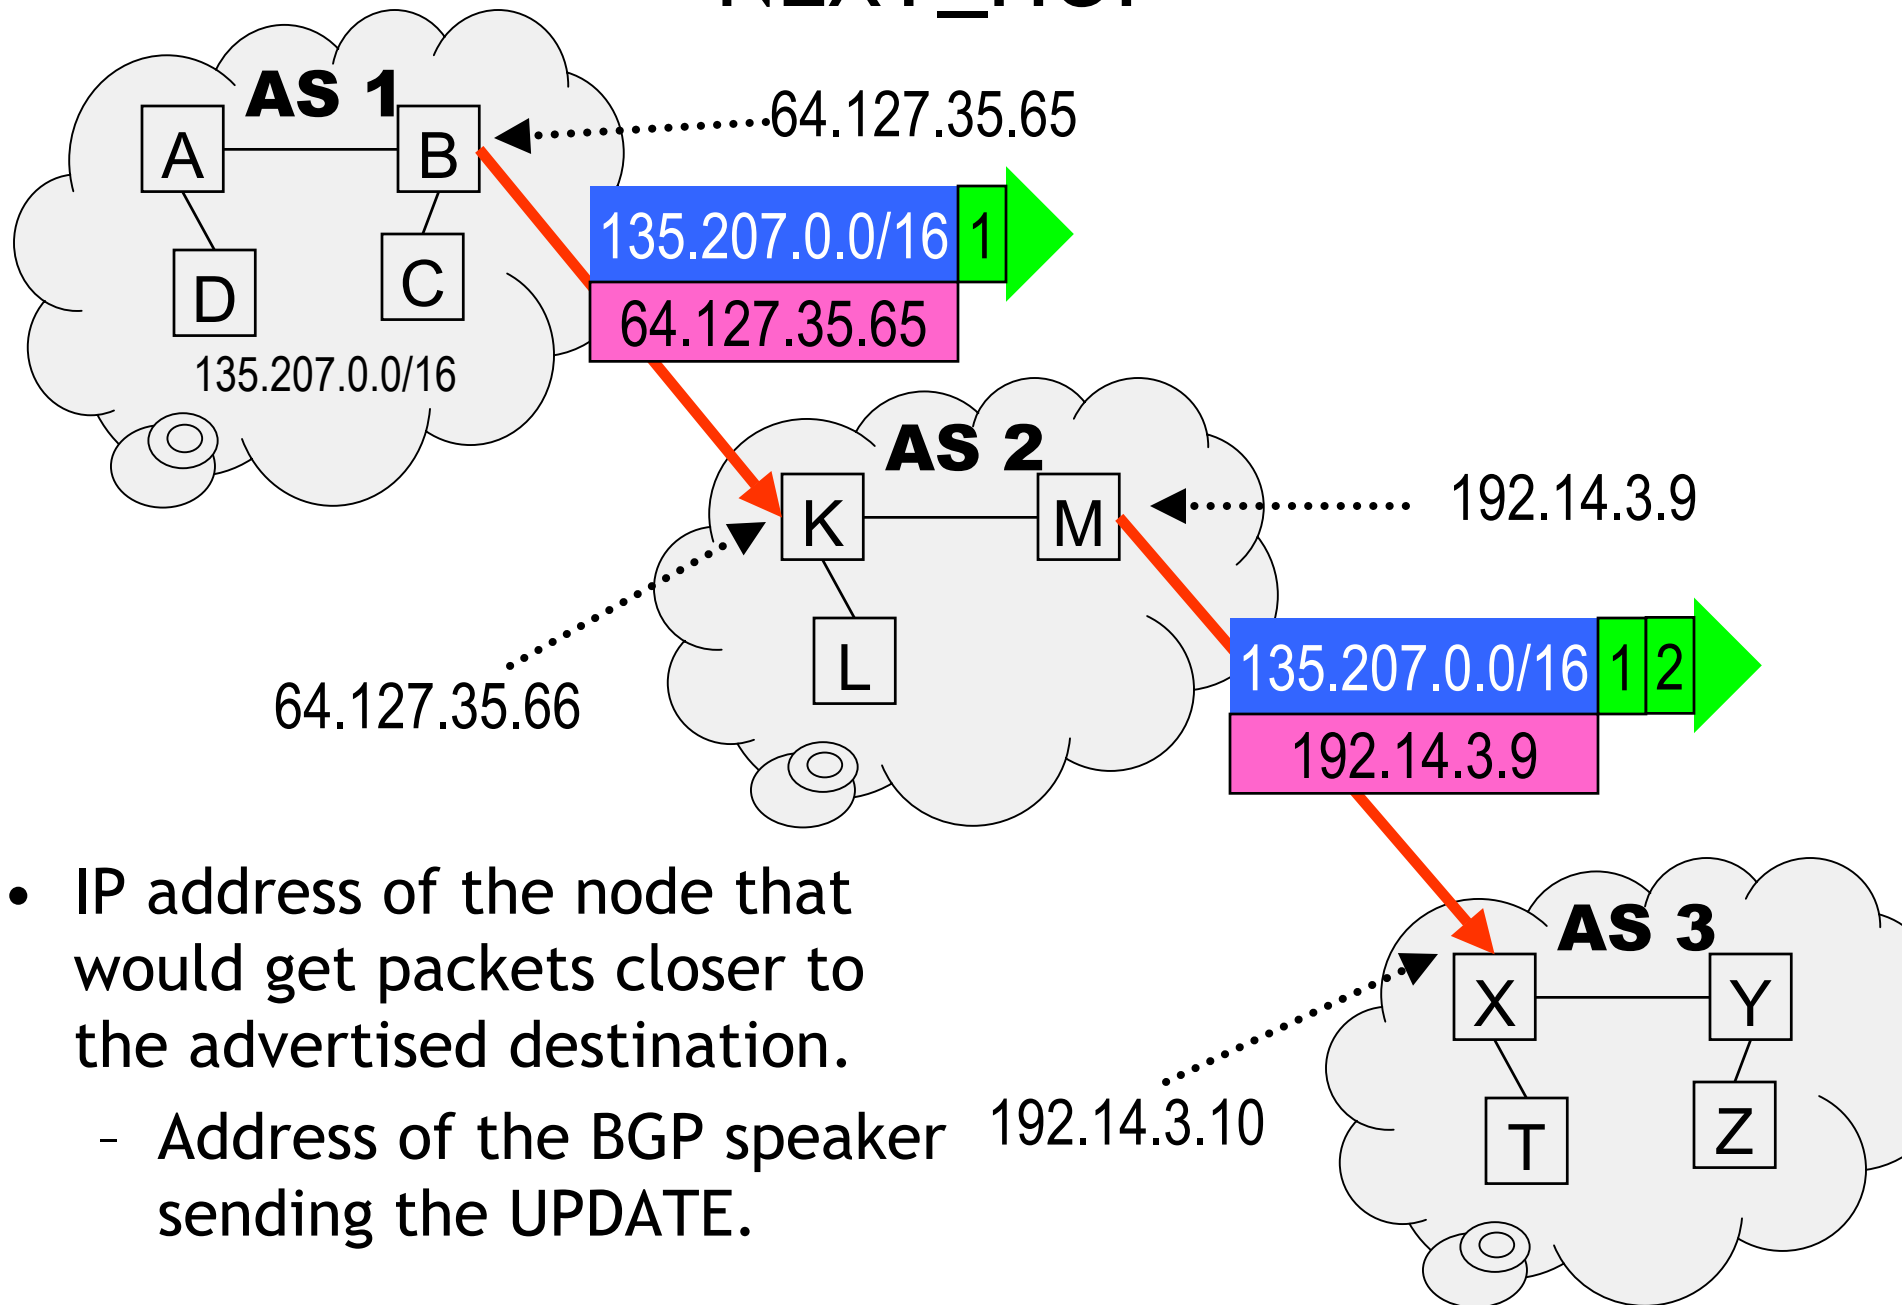 AS 1
64.127.35.65
A
B
135.207.0.0/16 1
D
C
64.127.35.65
135.207.0.0/16
AS 2
192.14.3.9
K
M
L
64.127.35.66
135.207.0.0/16 1 2
192.14.3.9
• IP address of the node that
would get packets closer to
the advertised destination.
– Address of the BGP speaker
sending the UPDATE.
AS 3
X
Y
192.14.3.10
T
Z